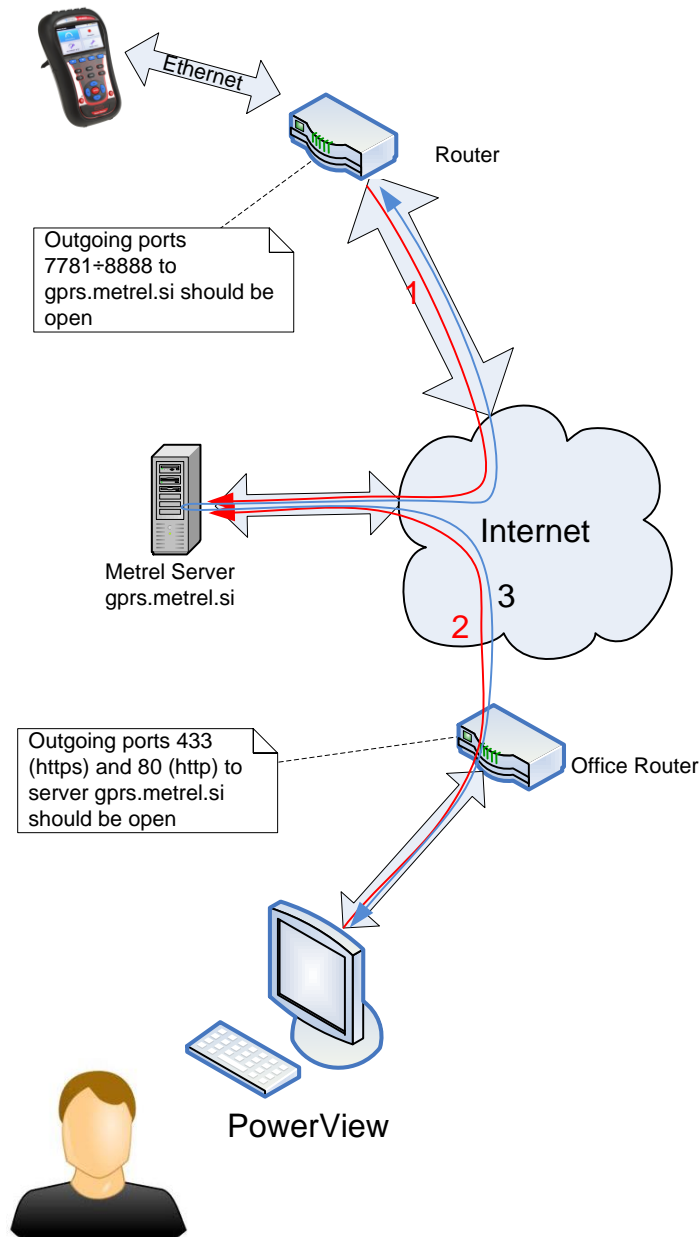 Ethernet
Router
Outgoing ports
7781÷8888 to
gprs.metrel.si should be
open
1
Internet
Metrel Server
gprs.metrel.si
3
2
Outgoing ports 433
(https) and 80 (http) to
server gprs.metrel.si
should be open
Office Router
PowerView